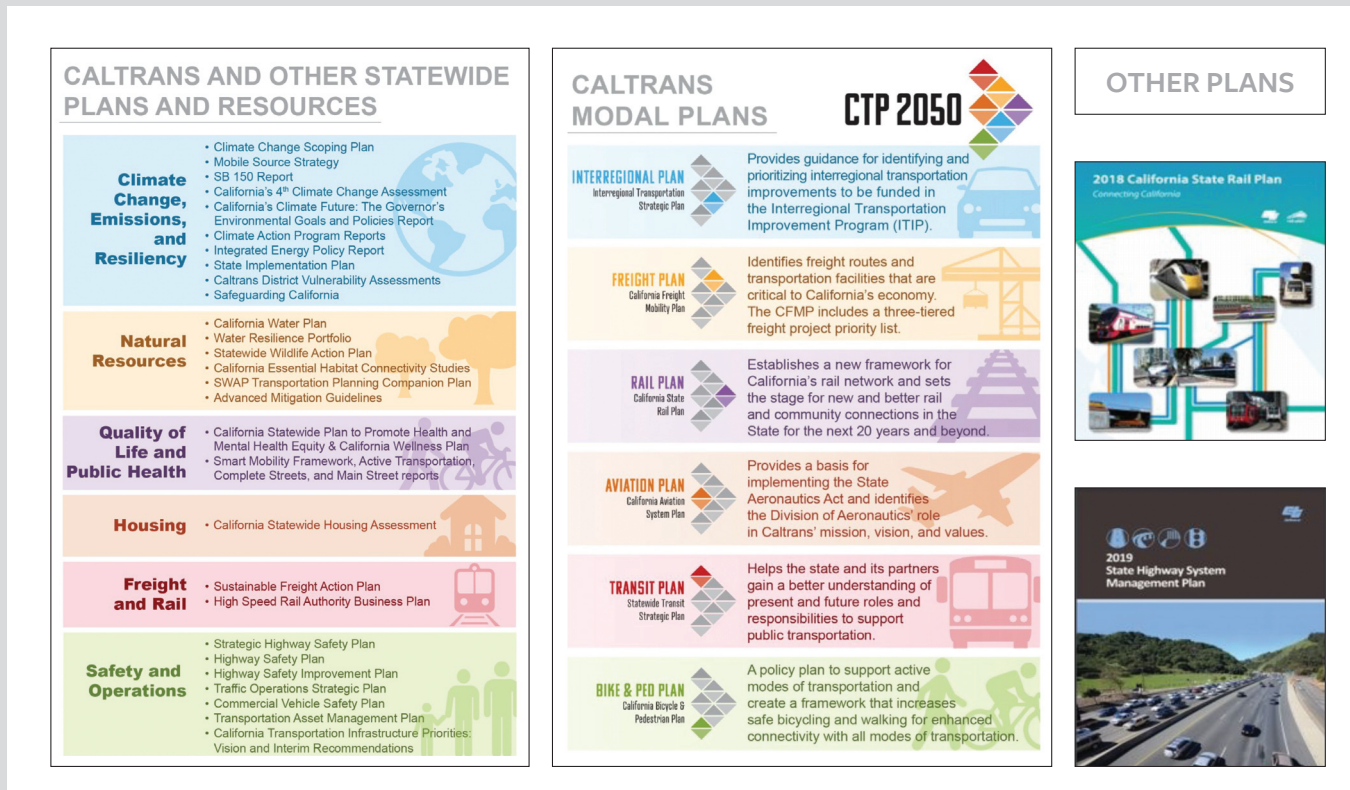 CALTRANS AND OTHER STATEWIDE
PLANS AND RESOURCES
Climate
Change,
Emissions,
and
Resiliency
• Climate Change Scoping Plan
• Mobile Source Strategy
• SB 150 Report
• California's 4th Climate Change Assessment
• California's Climate Future: The Governor's
Environmental Goals and Policies Report
• Climate Action Program Reports
• Integrated Energy Policy Report
• State Implementation Plan
• Caltrans District Vulnerability Assessments
• Safeguarding California
Natural
Resources
• California Water Plan
• Water Resilience Portfolio
• Statewide Wildlife Action Plan
• California Essential Habitat Connectivity Studies
• SWAP Transportation Planning Companion Plan
• Advanced Mitigation Guidelines
Quality of
Life and
Public Health
• California Statewide Plan to Promote Health and
Mental Health Equity & California Wellness Plan
• Smart Mobility Framework, Active Transportation,
Complete Streets, and Main Street reports
Housing
• California Statewide Housing Assessment
Freight
and Rail
• Sustainable Freight Action Plan
• High Speed Rail Authority Business Plan
Safety and
Operations
• Strategic Highway Safety Plan
• Highway Safety Plan
• Highway Safety Improvement Plan
• Traffic Operations Strategic Plan
• Commercial Vehicle Safety Plan
• Transportation Asset Management Plan
• California Transportation Infrastructure Priorities:
Vision and Interim Recommendations
CALTRANS
MODAL PLANS
CTP 2050
INTERREGIONAL PLAN
Interregional Transportation
Strategic Plan
Provides guidance for identifying and
prioritizing interregional transportation
improvements to be funded in
the Interregional Transportation
Improvement Program (ITIP).
FREIGHT PLAN
California Freight
Mobility Plan
Identifies freight routes and
transportation facilities that are
critical to California's economy.
The CFMP includes a three-tiered
freight project priority list.
RAIL PLAN
California State
Rail Plan
Establishes a new framework for
California's rail network and sets
the stage for new and better rail
and community connections in the
State for the next 20 years and beyond.
AVIATION PLAN
California Aviation
System Plan
Provides a basis for
implementing the State
Aeronautics Act and identifies
the Division of Aeronautics' role
in Caltrans' mission, vision, and values.
TRANSIT PLAN
Statewide Transit
Strategic Plan
Helps the state and its partners
gain a better understanding of
present and future roles and
responsibilities to support
public transportation.
BIKE & PED PLAN
California Bicycle &
Pedestrian Plan
A policy plan to support active
modes of transportation and
create a framework that increases
safe bicycling and walking for enhanced
connectivity with all modes of transportation.
OTHER PLANS
2018 California State Rail Plan
Connecting California
2019
State Highway System
Management Plan